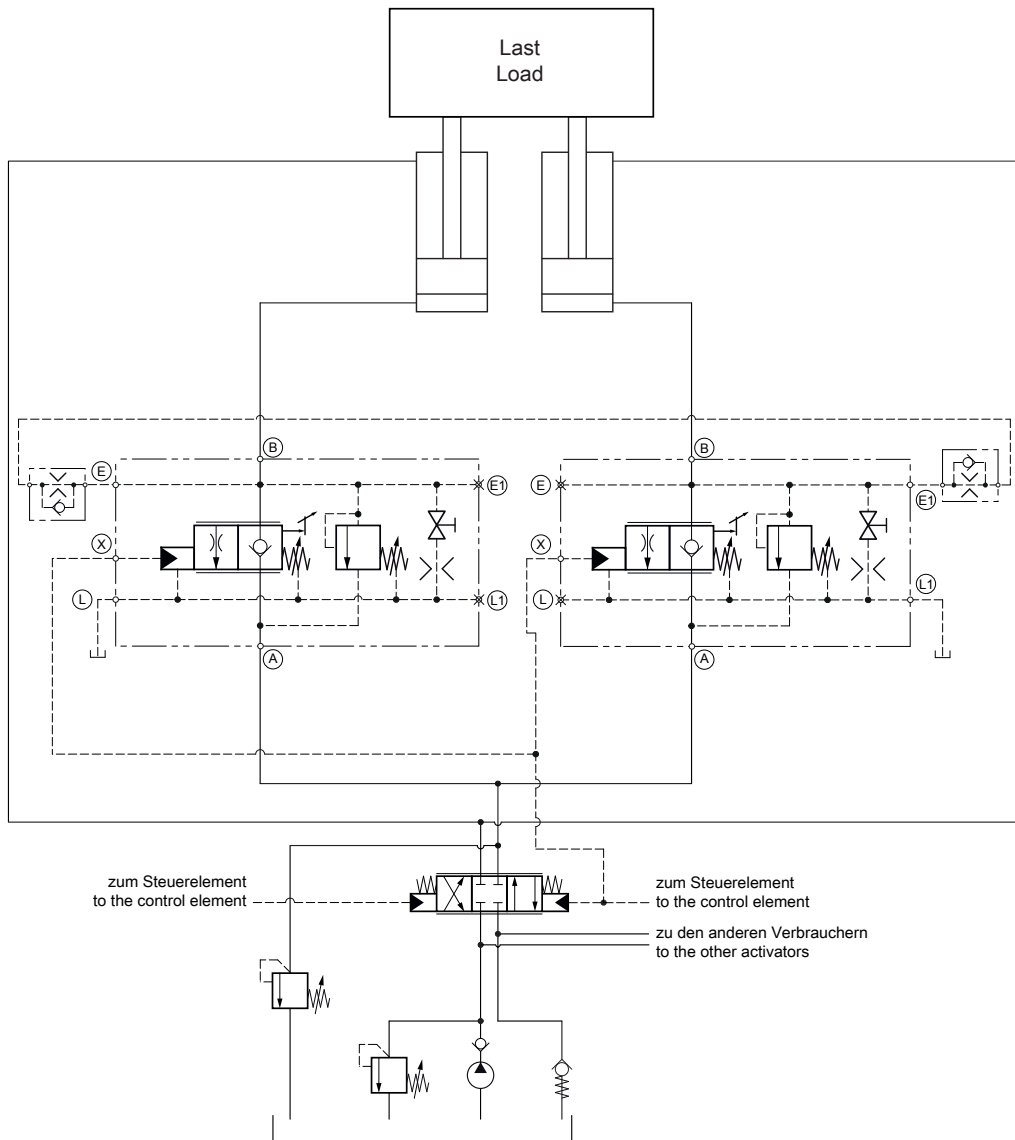 Last
Load
B
B
E
E1
E
E1
X
X
L
L1
L
L1
A
A
zum Steuerelement
to the control element
zum Steuerelement
to the control element
zu den anderen Verbrauchern
to the other activators